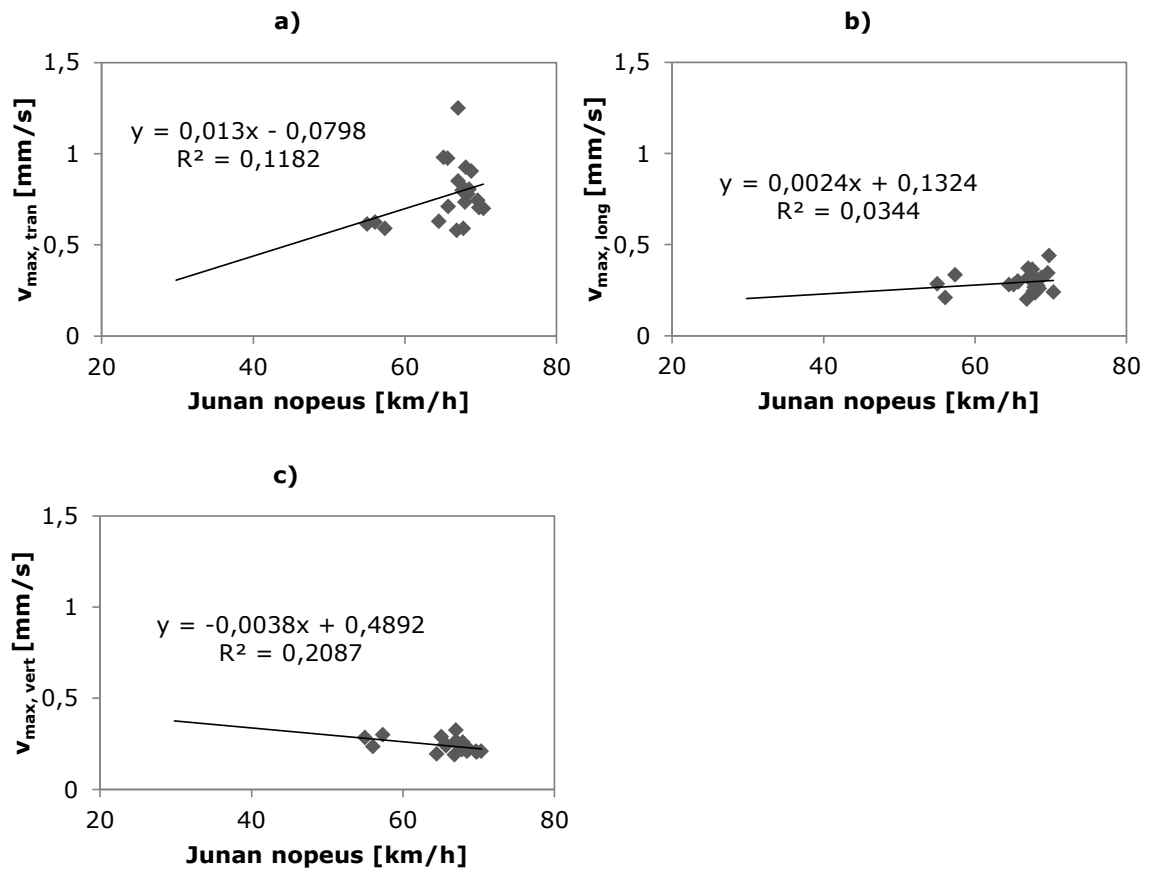 a)
1,5
1
0,5
0
v max, tran [mm/s]
y = 0,013x - 0,0798
R² = 0,1182
20 40 60 80
Junan nopeus [km/h]
b)
1,5
1
0,5
0
v max, long [mm/s]
y = 0,0024x + 0,1324
R² = 0,0344
20 40 60 80
Junan nopeus [km/h]
c)
1,5
1
0,5
0
v max, vert [mm/s]
y = -0,0038x + 0,4892
R² = 0,2087
20 40 60 80
Junan nopeus [km/h]